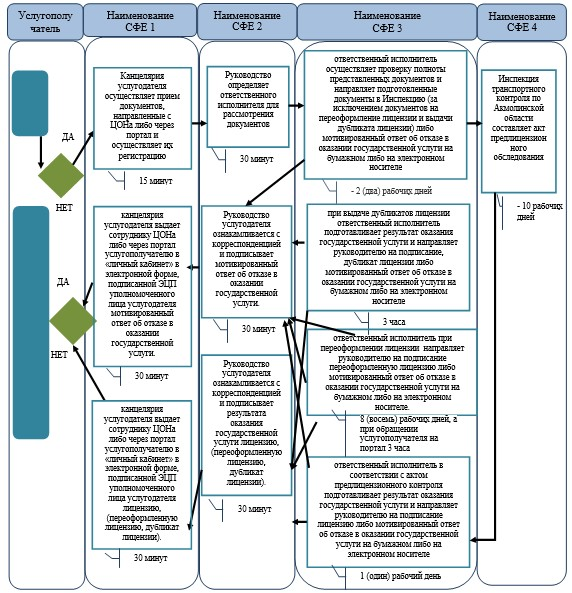 Услугополу
чатель
Наименование
СФЕ 1
Наименование
СФЕ 2
Наименование
СФЕ 3
Наименование
СФЕ 4
ДА
НЕТ
ДА
НЕТ
Канцелярия
услугодателя
осуществляет прием
документов,
направленные с
ЦОНа либо через
портал и
осуществляет их
регистрацию
15 минут
канцелярия
услугодателя выдает
сотруднику ЦОНа
либо через портал
услугополучателю в
«личный кабинет» в
электронной форме,
подписанной ЭЦП
уполномоченного
лица услугодателя
мотивированный
ответ об отказе в
оказании
государственной
услуги.
30 минут
канцелярия
услугодателя выдает
сотруднику ЦОНа
либо через портал
услугополучателю в
«личный кабинет» в
электронной форме,
подписанной ЭЦП
уполномоченного
лица услугодателя
лицензию,
(переоформленную
лицензию, дубликат
лицензии).
30 минут
Руководство
определяет
ответственного
исполнителя для
рассмотрения
документов
30 минут
Руководство
услугодателя
ознакамливается с
корреспонденцией
и подписывает
мотивированный
ответ об отказе в
оказании
государственной
услуги.
30 минут
Руководство
услугодателя
ознакамливается с
корреспонденцией
и подписывает
результата
оказания
государственной
услуги лицензию,
(переоформленную
лицензию,
дубликат
лицензии).
30 минут
ответственный исполнитель
осуществляет проверку полноты
представленных документов и
направляет подготовленные
документы в Инспекцию (за
исключением документов на
переоформление лицензии и выдачи
дубликата лицензии) либо
мотивированный ответ об отказе в
оказании государственной услуги на
бумажном либо на электронном
носителе
- 2 (два) рабочих дней
при выдаче дубликатов лицензии
ответственный исполнитель
подготавливает результат оказания
государственной услуги и направляет
руководителю на подписание,
дубликат лицензии либо
мотивированный ответ об отказе в
оказании государственной услуги на
бумажном либо на электронном
носителе
3 часа
ответственный исполнитель при
переоформлении лицензии направляет
руководителю на подписание
переоформленную лицензию либо
мотивированный ответ об отказе в
оказании государственной услуги на
бумажном либо на электронном
носителе.
8 (восемь) рабочих дней, а
при обращении
услугополучателя на
портал 3 часа
ответственный исполнитель в
соответствии с актом
предлицензионного контроля
подготавливает результат оказания
государственной услуги и направляет
руководителю на подписание
лицензию либо мотивированный ответ
об отказе в оказании государственной
услуги на бумажном либо на
электронном носителе
1 (один) рабочий день
Инспекция
транспортного
контроля по
Акмолинской
области
составляет акт
предлицензион
ного
обследования
- 10 рабочих
дней